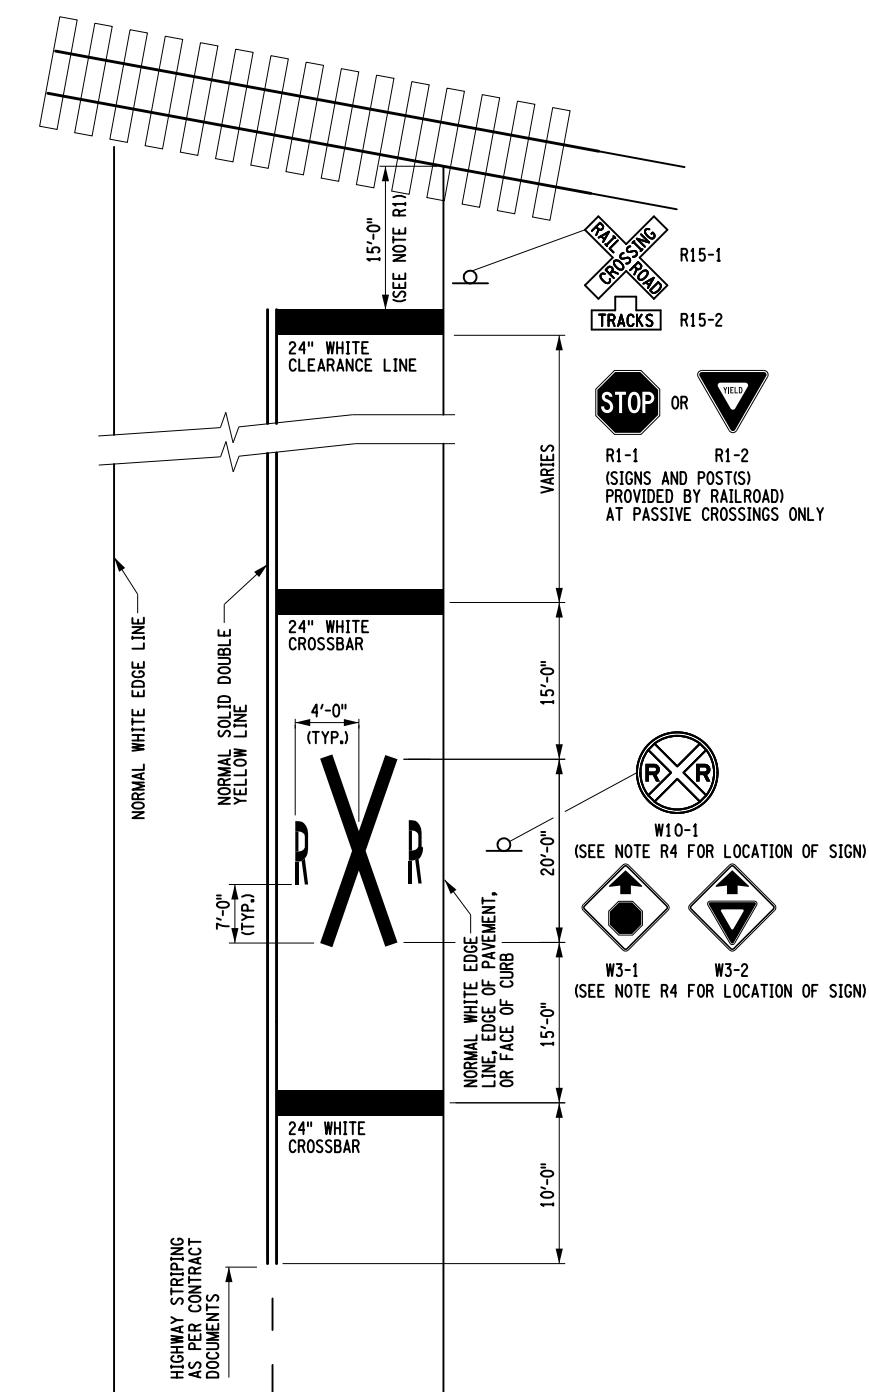 15'-0"
(SEE NOTE R1)
RAIL
ROAD
CROSSING
R15-1
TRACKS
R15-2
24" WHITE
CLEARANCE LINE
STOP
OR
YIELD
R1-1
R1-2
(SIGNS AND POST(S)
PROVIDED BY RAILROAD)
AT PASSIVE CROSSINGS ONLY
VARIES
NORMAL WHITE EDGE LINE
NORMAL SOLID DOUBLE
YELLOW LINE
24" WHITE
CROSSBAR
15'-0"
4'-0"
(TYP.)
R X R
20'-0"
R R
W10-1
(SEE NOTE R4 FOR LOCATION OF SIGN)
7'-0"
(TYP.)
W3-1
W3-2
(SEE NOTE R4 FOR LOCATION OF SIGN)
NORMAL WHITE EDGE
LINE, EDGE OF PAVEMENT,
OR FACE OF CURB
15'-0"
24" WHITE
CROSSBAR
10'-0"
HIGHWAY STRIPING
AS PER CONTRACT
DOCUMENTS